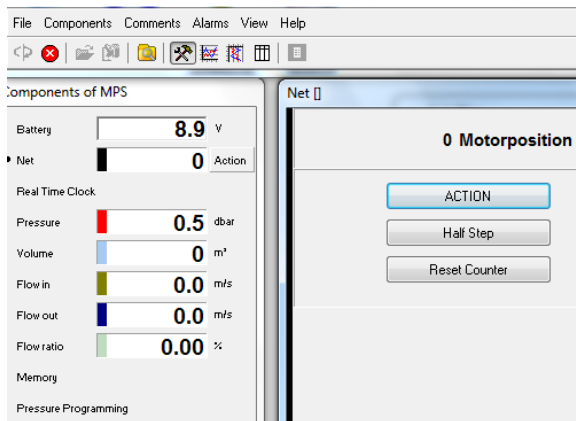 File Components Comments Alarms View Help
Components of MPS
Battery 8.9 V
Net 0 Action
Real Time Clock
Pressure 0.5 dbar
Volume 0 m³
Flow in 0.0 m/s
Flow out 0.0 m/s
Flow ratio 0.00 %
Memory
Pressure Programming
Net []
0 Motorposition
ACTION
Half Step
Reset Counter